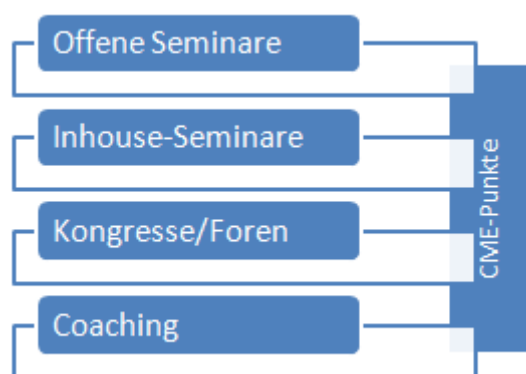 Offene Seminare
Inhouse-Seminare
Kongresse/Foren
Coaching
CME-Punkte